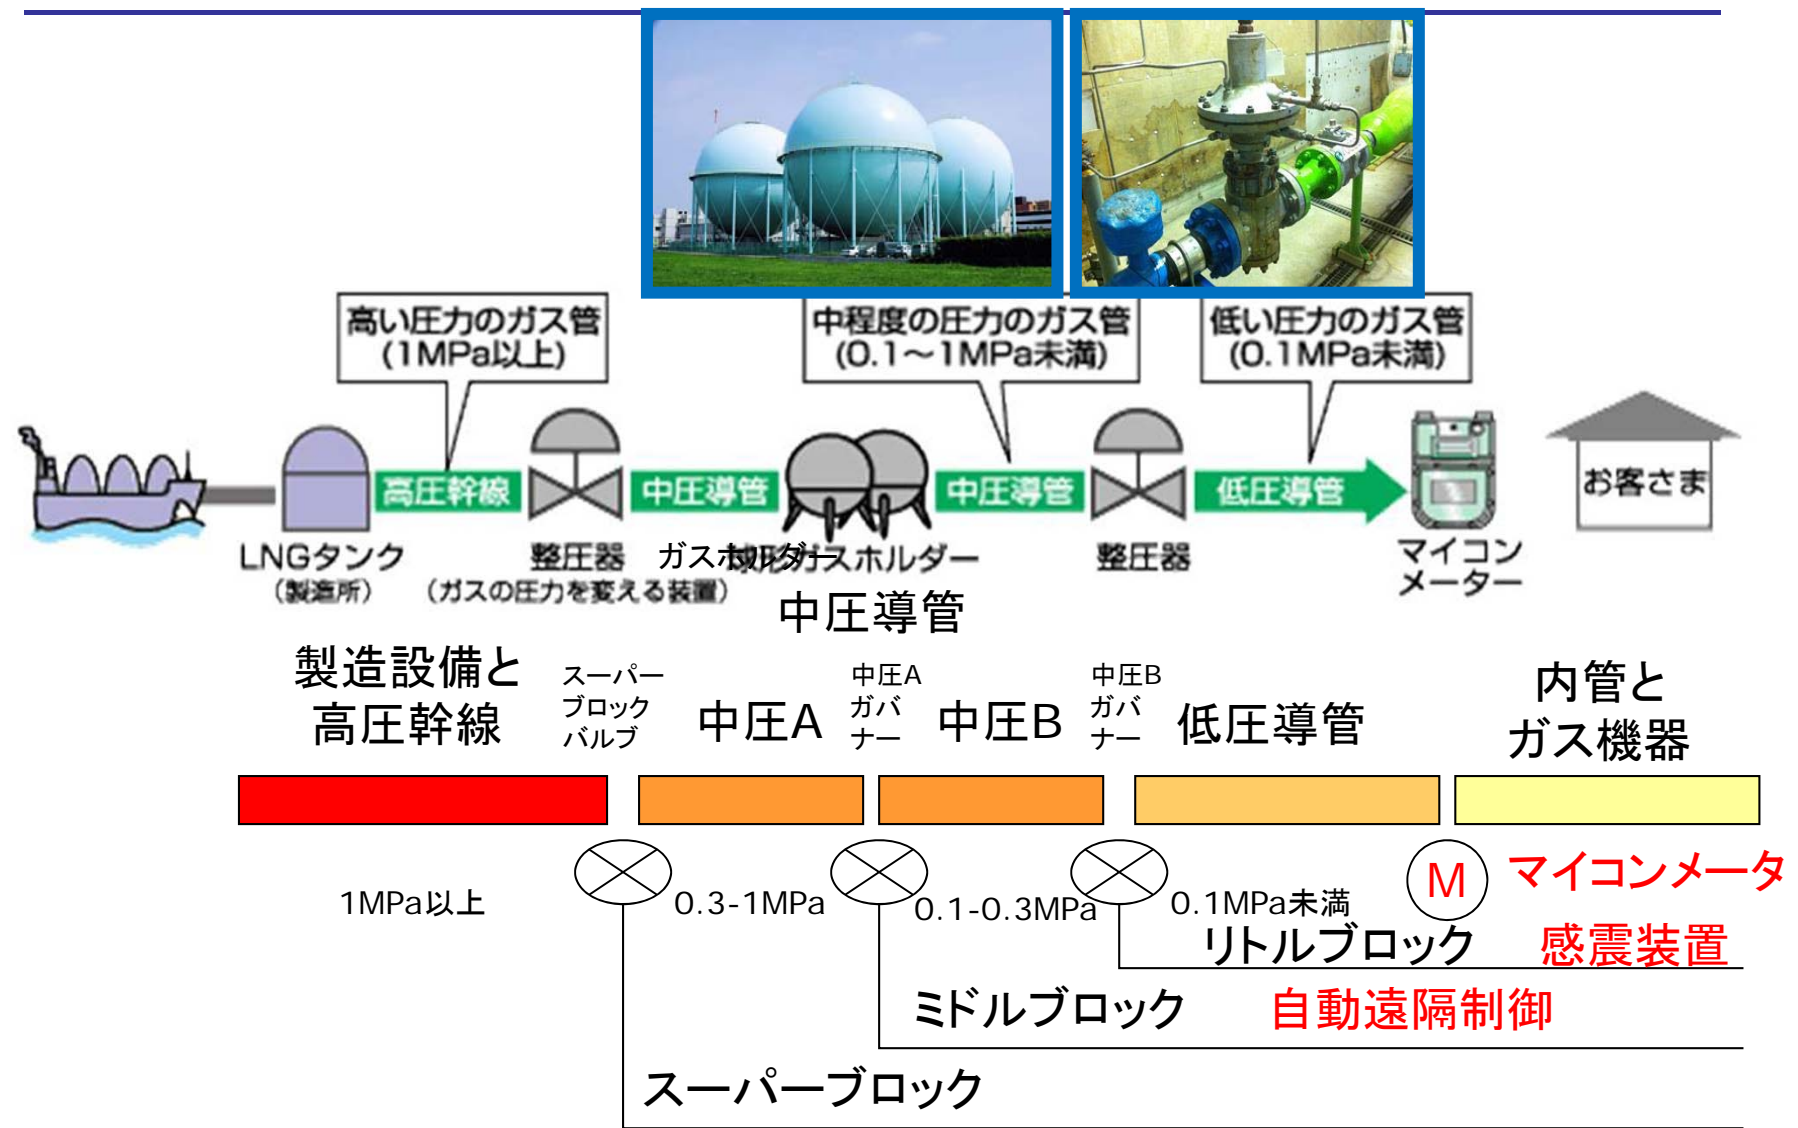 高い圧力のガス管
(1MPa以上)
中程度の圧力のガス管
(0.1～1MPa未満)
低い圧力のガス管
(0.1MPa未満)
高圧幹線
中圧導管
中圧導管
低圧導管
お客さま
LNGタンク
(製造所)
整圧器
(ガスの圧力を変える装置)
ガスホルダー
球形ガスホルダー
整圧器
マイコン
メーター
中圧導管
製造設備と
高圧幹線
スーパー
ブロック
バルブ
中圧A
中圧A
ガバ
ナー
中圧B
中圧B
ガバ
ナー
低圧導管
内管と
ガス機器
1MPa以上
0.3-1MPa
0.1-0.3MPa
0.1MPa未満
M
マイコンメータ
リトルブロック
感震装置
ミドルブロック
自動遠隔制御
スーパーブロック